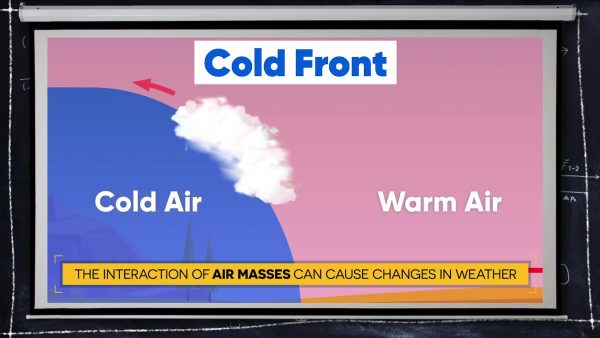 Cold Front
Cold Air
Warm Air
THE INTERACTION OF AIR MASSES CAN CAUSE CHANGES IN WEATHER